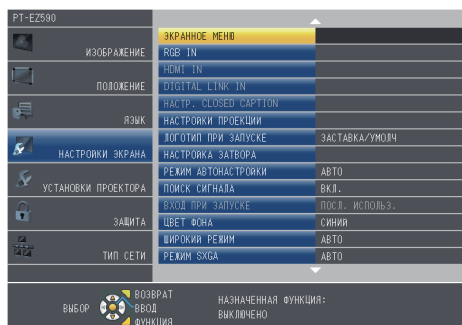 PT-EZ590
ИЗОБРАЖЕНИЕ
ПОЛОЖЕНИЕ
ЯЗЫК
НАСТРОЙКИ ЭКРАНА
УСТАНОВКИ ПРОЕКТОРА
ЗАЩИТА
ТИП СЕТИ
ЭКРАННОЕ МЕНЮ
RGB IN
HDMI IN
DIGITAL LINK IN
НАСТР. CLOSED CAPTION
НАСТРОЙКИ ПРОЕКЦИИ
ЛОГОТИП ПРИ ЗАПУСКЕ ЗАСТАВКА/УМОЛЧ
НАСТРОЙКА ЗАТВОРА
РЕЖИМ АВТОНАСТРОЙКИ АВТО
ПОИСК СИГНАЛА ВКЛ.
ВХОД ПРИ ЗАПУСКЕ ПОСЛ. ИСПОЛЬЗ.
ЦВЕТ ФОНА СИНИЙ
ШИРОКИЙ РЕЖИМ АВТО
РЕЖИМ SXGA АВТО
ВЫБОР
ВОЗВРАТ
ВВОД
ФУНКЦИЯ
НАЗНАЧЕННАЯ ФУНКЦИЯ:
ВЫКЛЮЧЕНО